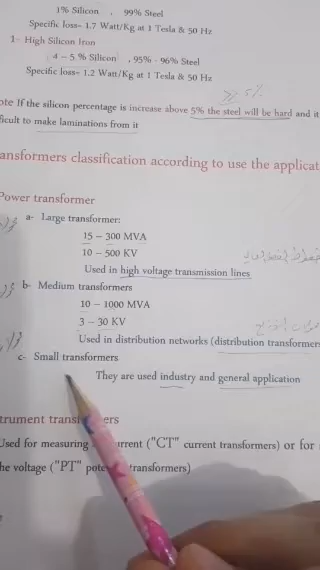 1% Silicon , 99% Steel
Specific loss- 1.7 Watt/Kg at 1 Tesla & 50 Hz
1- High Silicon Iron
4 - 5 % Silicon , 95% - 96% Steel
Specific loss- 1.2 Watt/Kg at 1 Tesla & 50 Hz
5%
ote If the silicon percentage is increase above 5% the steel will be hard and it
ficult to make laminations from it
ansformers classification according to use the applicat
Power transformer
a- Large transformer:
15 - 300 MVA
10 - 500 KV
Used in high voltage transmission lines
b- Medium transformers
10 - 1000 MVA
3 - 30 KV
Used in distribution networks (distribution transformers
c- Small transformers
They are used industry and general application
trument trans ers
Used for measuring urrent ("CT" current transformers) or for
he voltage ("PT" transformers)